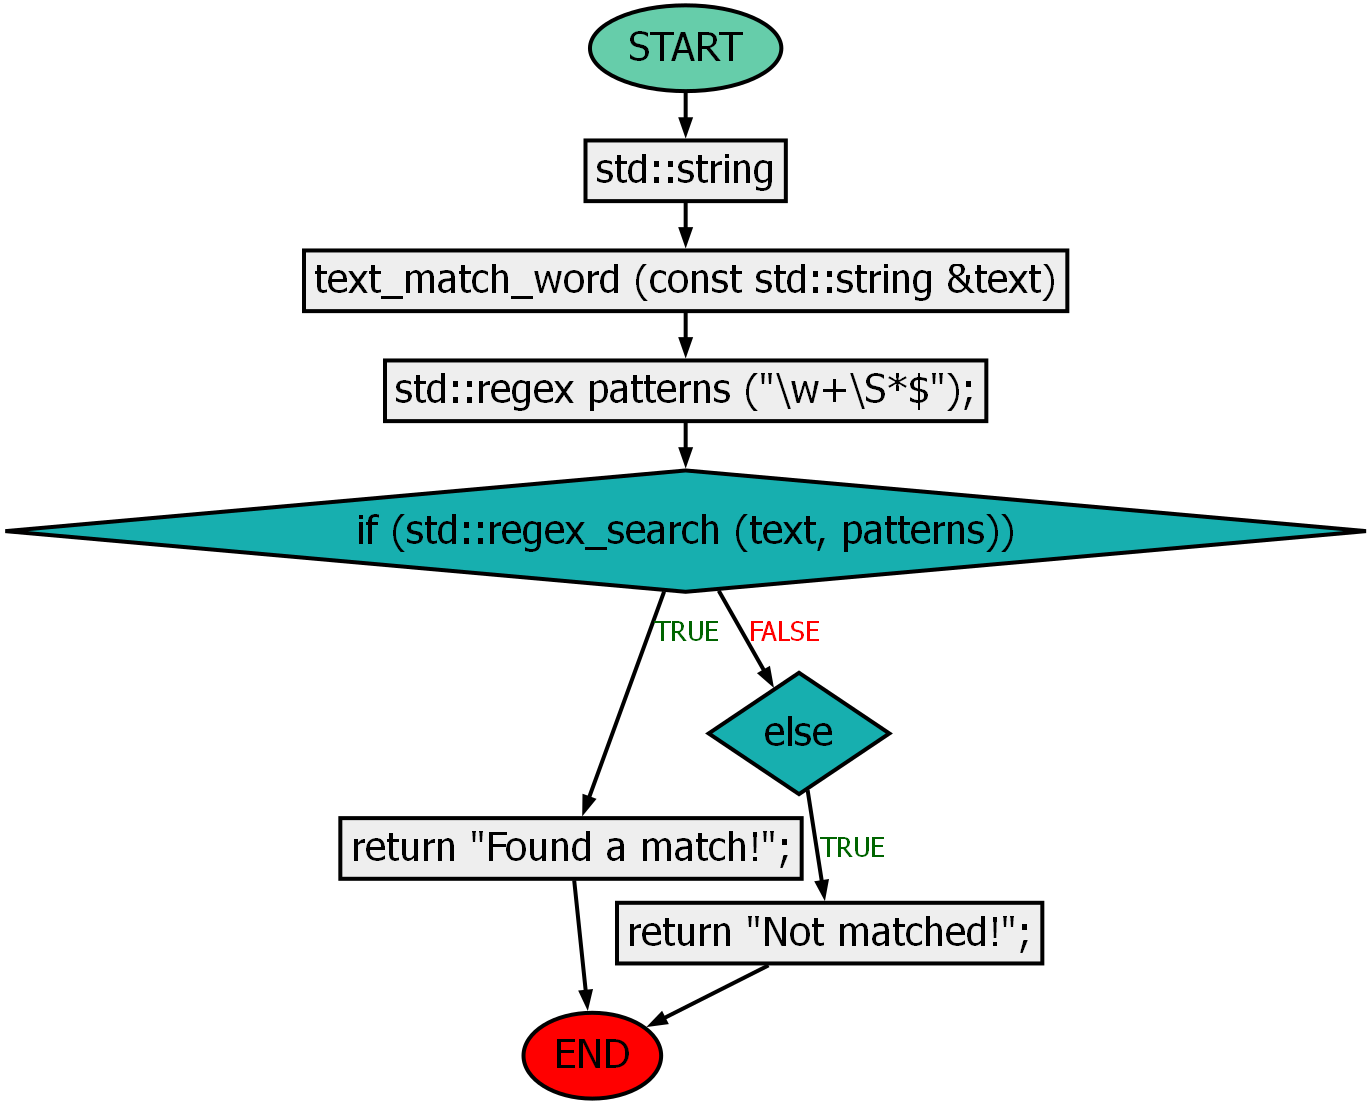 START
std::string
text_match_word (const std::string &text)
std::regex patterns ("\w+\S*$");
if (std::regex_search (text, patterns))
TRUE
FALSE
else
return "Found a match!";
TRUE
return "Not matched!";
END